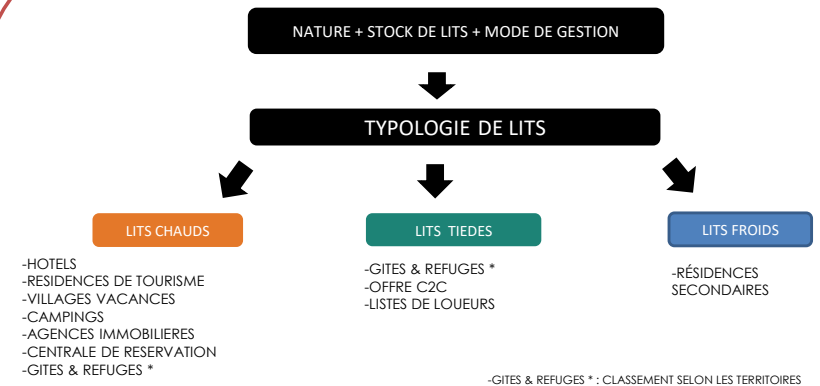 NATURE + STOCK DE LITS + MODE DE GESTION
TYPOLOGIE DE LITS
LITS CHAUDS
-HOTELS
-RESIDENCES DE TOURISME
-VILLAGES VACANCES
-CAMPINGS
-AGENCES IMMOBILIERES
-CENTRALE DE RESERVATION
-GITES & REFUGES *
LITS TIEDES
-GITES & REFUGES *
-OFFRE C2C
-LISTES DE LOUEURS
LITS FROIDS
-RÉSIDENCES
SECONDAIRES
-GITES & REFUGES * : CLASSEMENT SELON LES TERRITOIRES